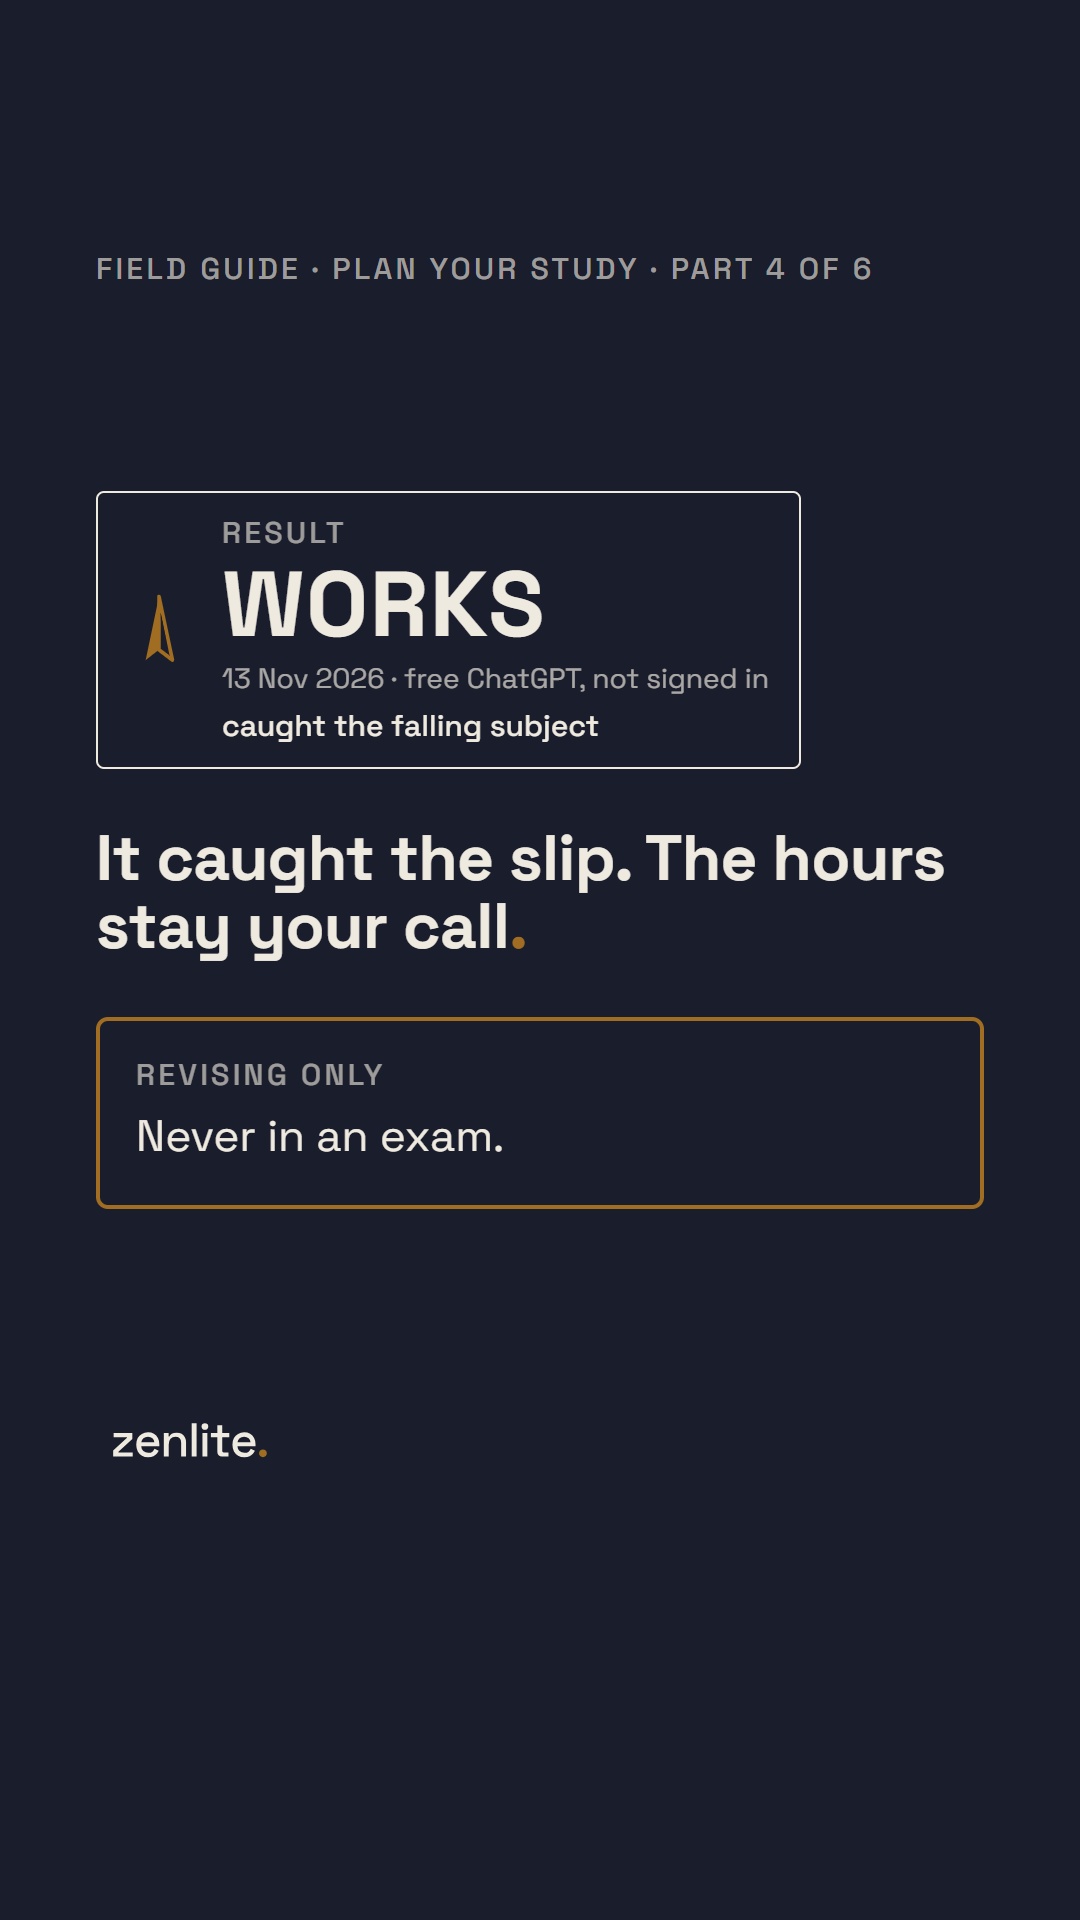 FIELD GUIDE · PLAN YOUR STUDY · PART 4 OF 6
RESULT
WORKS
13 Nov 2026 · free ChatGPT, not signed in
caught the falling subject
It caught the slip. The hours
stay your call.
REVISING ONLY
Never in an exam.
zenlite.